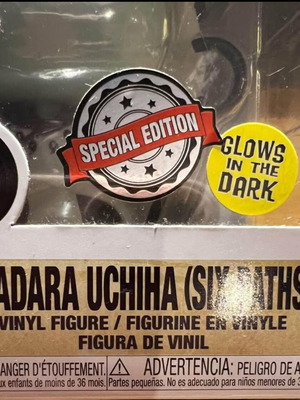 SPECIAL EDITION
GLOWS
IN THE
DARK
ADARA UCHIHA (SIX PATHS
VINYL FIGURE / FIGURINE EN VINYLE
FIGURA DE VINIL
ANGER D'ÉTOUFFEMENT.
ux enfants de moins de 36 mois.
ADVERTENCIA: PELIGRO DE A
Partes pequeñas. No es adecuado para niños menores de 3